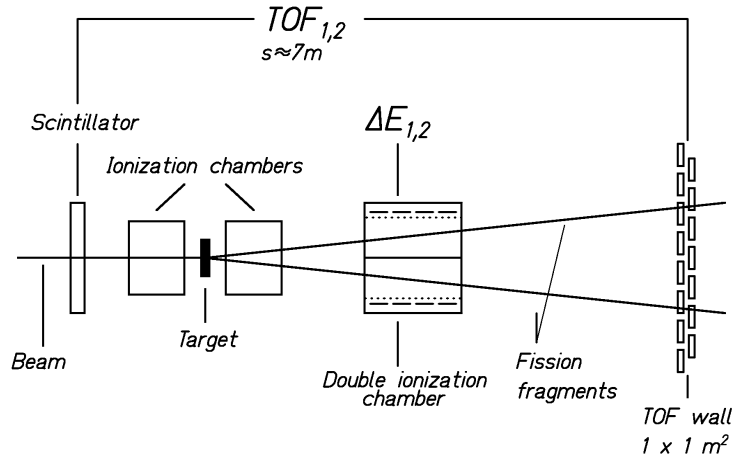 TOF1,2
s≈7m
Scintillator
ΔE1,2
Ionization chambers
Beam
Target
Double ionization
chamber
Fission
fragments
TOF wall
1 x 1 m²